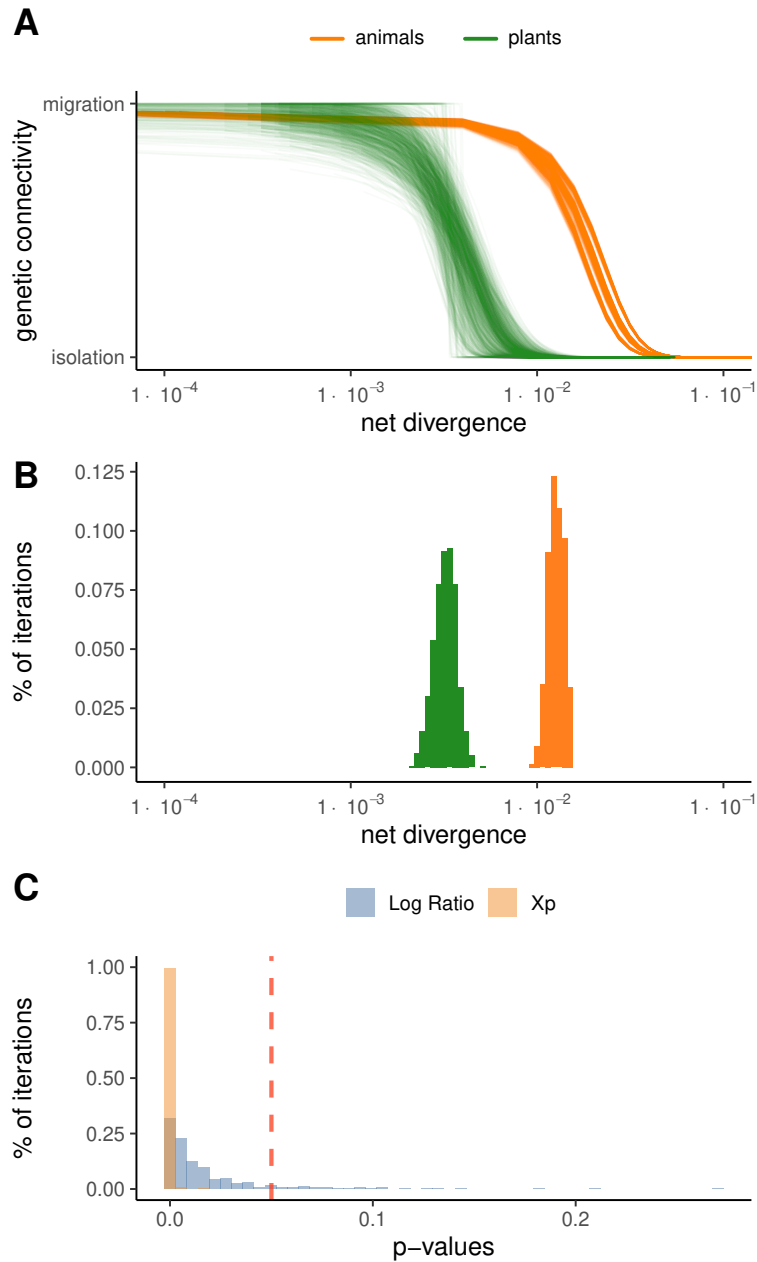 A
animals plants
migration
genetic connectivity
isolation
1 · 10⁻⁴ 1 · 10⁻³ 1 · 10⁻² 1 · 10⁻¹
net divergence
B
0.125
0.100
0.075
0.050
0.025
0.000
% of iterations
1 · 10⁻⁴ 1 · 10⁻³ 1 · 10⁻² 1 · 10⁻¹
net divergence
C
Log Ratio Xp
1.00
0.75
0.50
0.25
0.00
% of iterations
0.0 0.1 0.2
p−values